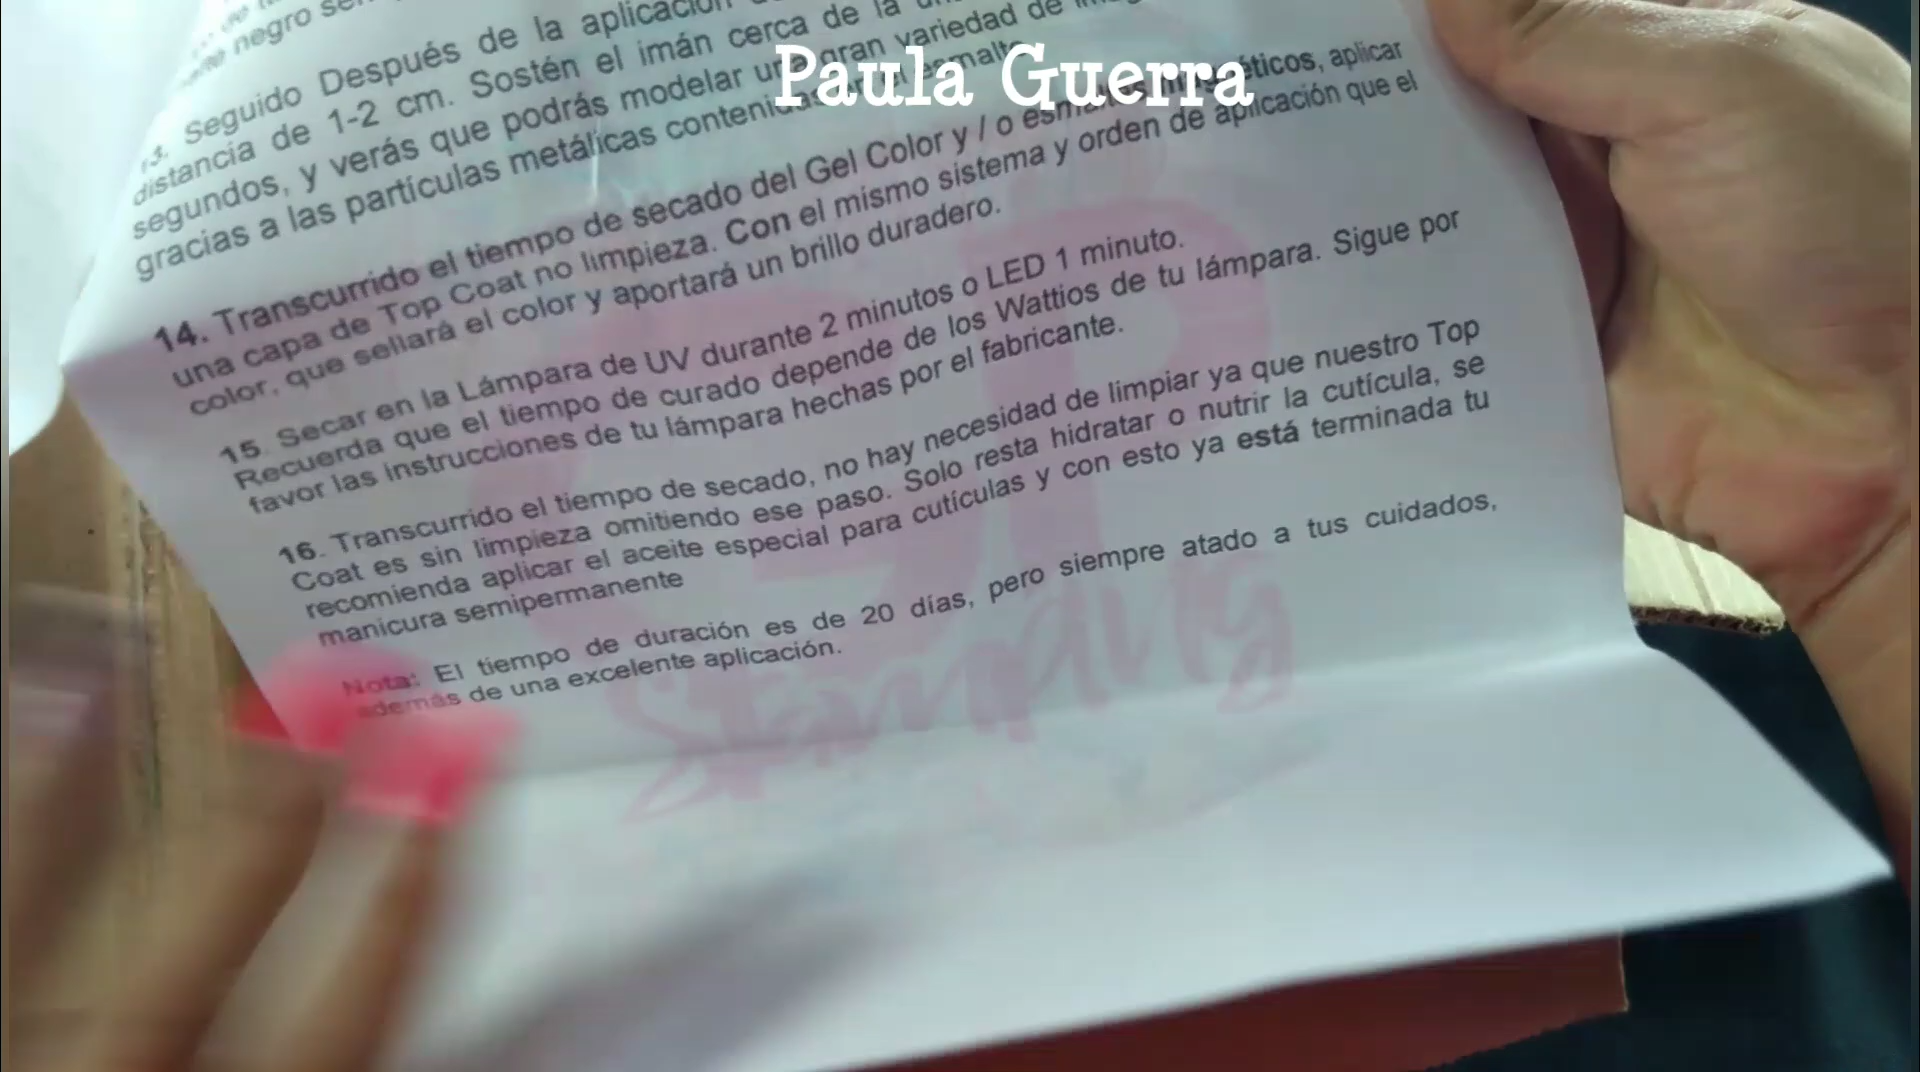 Paula Guerra
negro
13. Seguido Después de la aplicación
distancia de 1-2 cm. Sostén el imán cerca de la
segundos, y verás que podrás modelar una gran variedad de
gracias a las partículas metálicas contenidas esmalte
14. Transcurrido el tiempo de secado del Gel Color y / o esmaltes magnéticos, aplicar
una capa de Top Coat no limpieza. Con el mismo sistema y orden de aplicación que el
color, que sellará el color y aportará un brillo duradero.
15. Secar en la Lámpara de UV durante 2 minutos o LED 1 minuto.
Recuerda que el tiempo de curado depende de los Wattios de tu lámpara. Sigue por
favor las instrucciones de tu lámpara hechas por el fabricante.
16. Transcurrido el tiempo de secado, no hay necesidad de limpiar ya que nuestro Top
Coat es sin limpieza omitiendo ese paso. Solo resta hidratar o nutrir la cutícula, se
recomienda aplicar el aceite especial para cutículas y con esto ya está terminada tu
manicura semipermanente
Nota: El tiempo de duración es de 20 días, pero siempre atado a tus cuidados,
además de una excelente aplicación.
Stamping